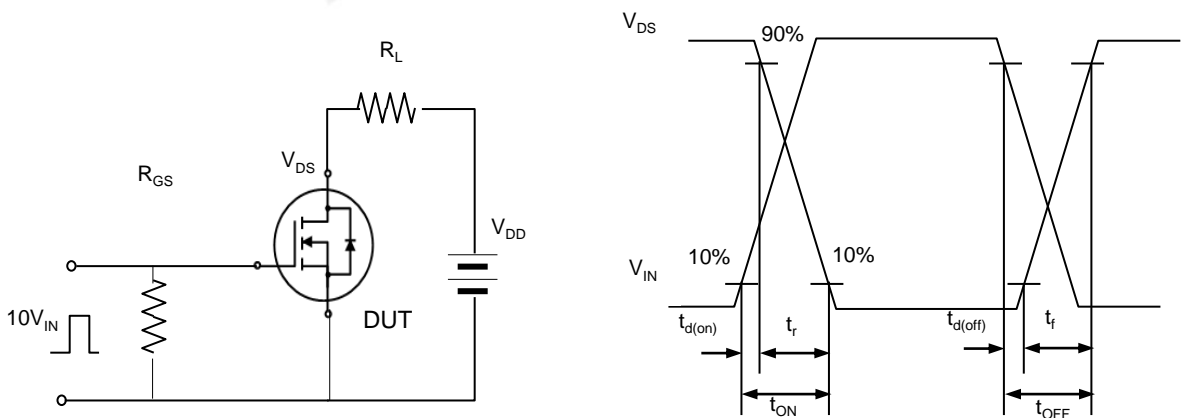 R_L
V_DS
R_GS
V_DD
10V_IN
DUT
V_DS
90%
V_IN
10%
10%
t_d(on)
t_r
t_d(off)
t_f
t_ON
t_OFF